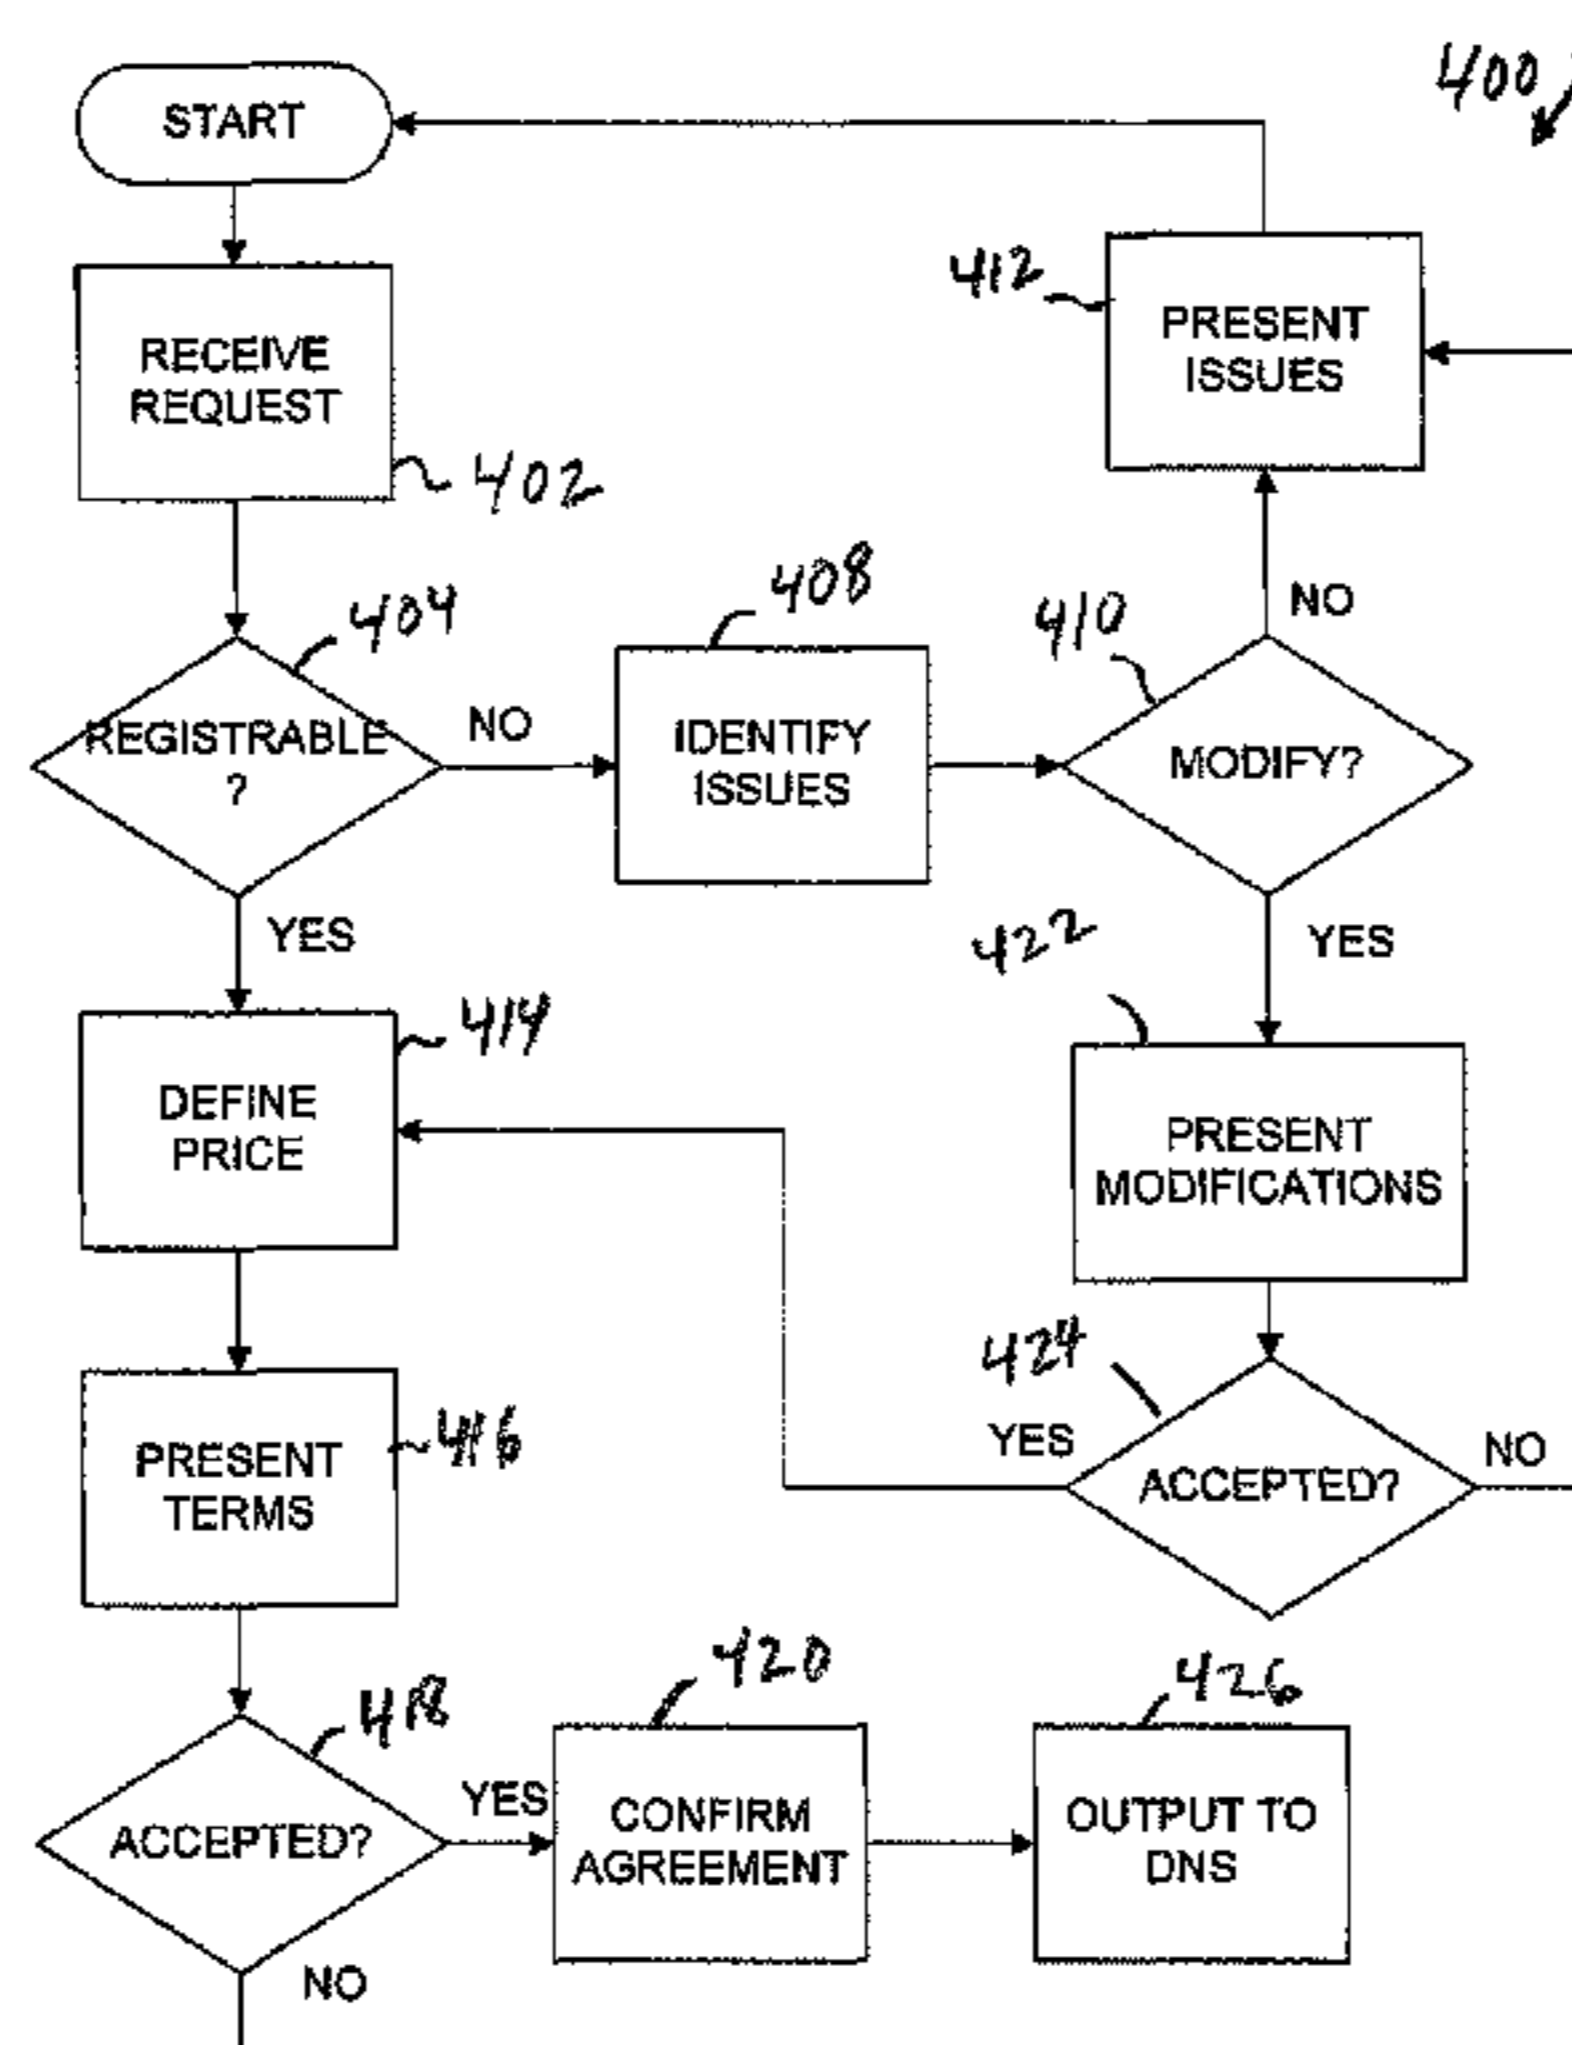 START
400
412
PRESENT
ISSUES
RECEIVE
REQUEST
402
404
408
410
NO
REGISTRABLE
?
NO
IDENTIFY
ISSUES
MODIFY?
YES
422
YES
414
DEFINE
PRICE
PRESENT
MODIFICATIONS
424
YES
ACCEPTED?
NO
PRESENT
TERMS
416
418
420
426
ACCEPTED?
YES
CONFIRM
AGREEMENT
OUTPUT TO
DNS
NO